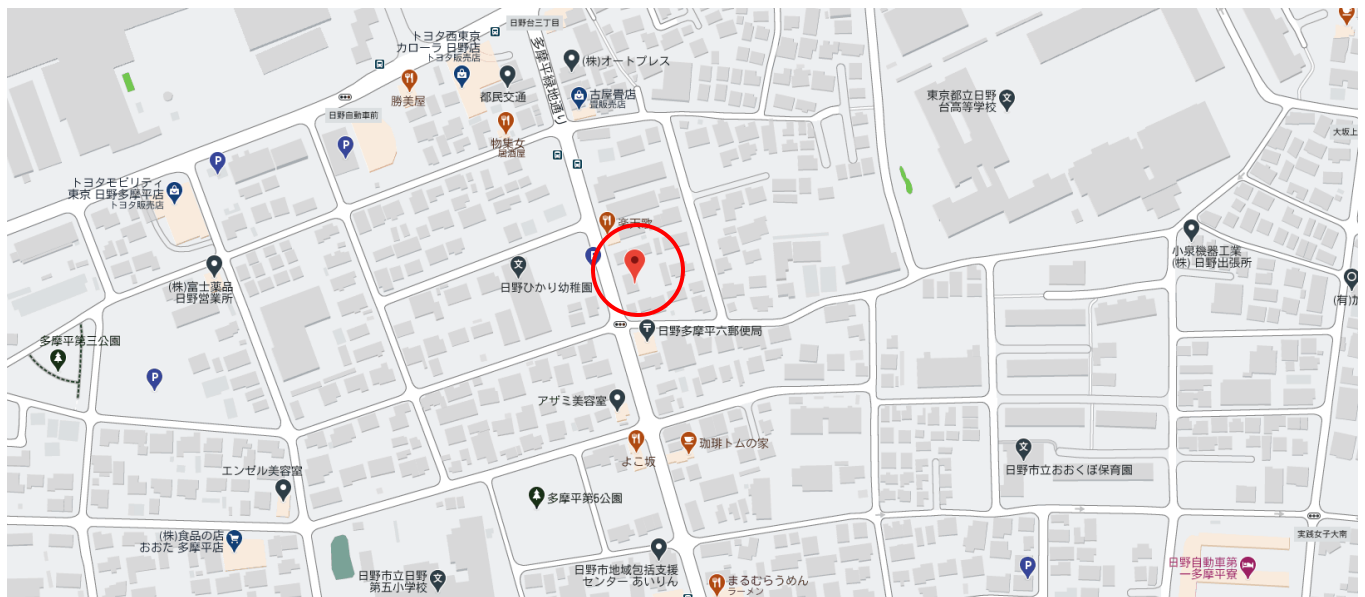 日野台三丁目
トヨタ西東京
カローラ 日野店
トヨタ販売店
多摩平緑地通り
(株)オートプレス
勝美屋
都民交通
古屋畳店
畳販売店
東京都立日野
台高等学校
日野自動車前
物集女
居酒屋
大坂上
P
P
トヨタモビリティ
東京 日野多摩平店
トヨタ販売店
小泉機器工業
(株) 日野出張所
(株)富士薬品
日野営業所
文
日野ひかり幼稚園
(有)加
日野多摩平六郵便局
多摩平第三公園
P
アザミ美容室
珈琲トムの家
よこ坂
エンゼル美容室
文
日野市立おおくぼ保育園
多摩平第6公園
(株)食品の店
おおた 多摩平店
実践女子大南
日野市立日野
第五小学校
文
日野市地域包括支援
センター あいりん
まるむらうめん
ラーメン
P
日野自動車第
一多摩平寮